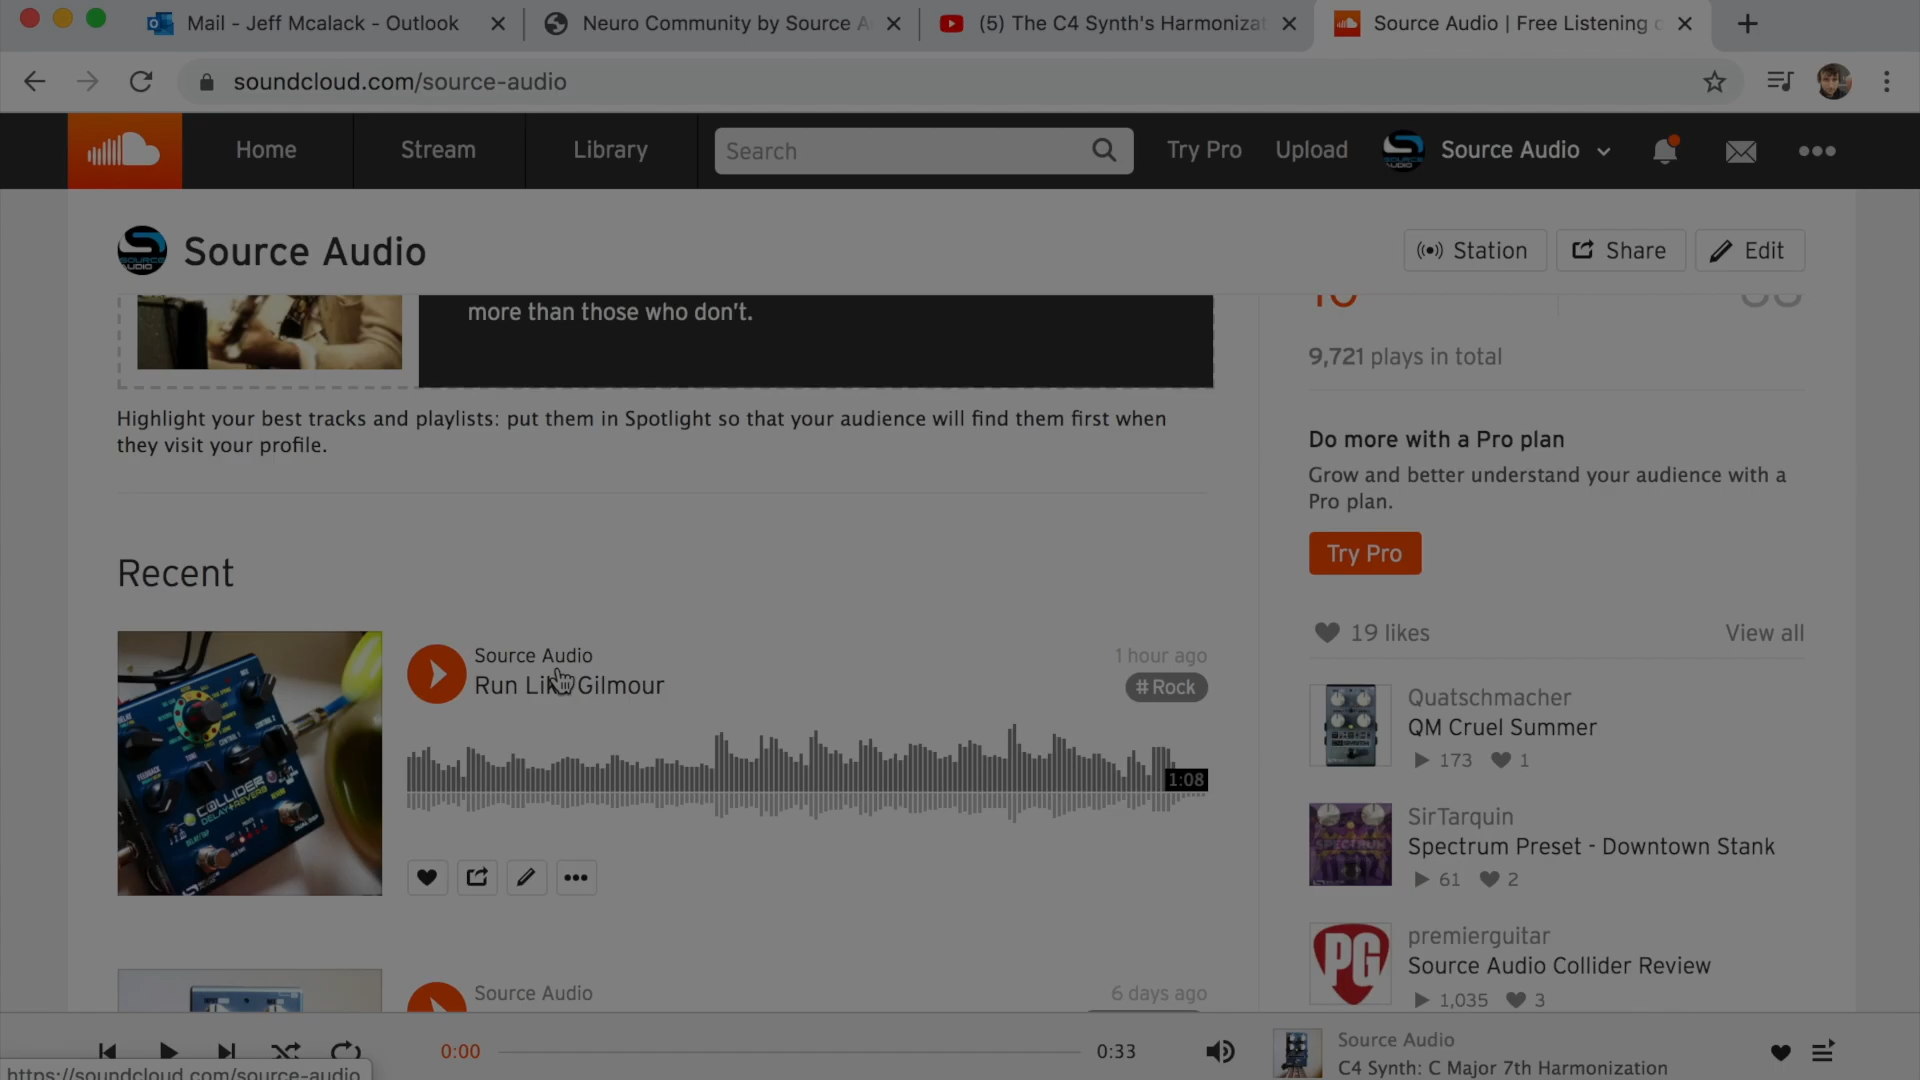 Mail - Jeff Mcalack - Outlook
Neuro Community by Source A
(5) The C4 Synth's Harmonizat
Source Audio | Free Listening o
soundcloud.com/source-audio
Home
Stream
Library
Search
Try Pro
Upload
Source Audio
Source Audio
Station
Share
Edit
more than those who don't.
9,721 plays in total
Highlight your best tracks and playlists: put them in Spotlight so that your audience will find them first when
they visit your profile.
Do more with a Pro plan
Grow and better understand your audience with a
Pro plan.
Try Pro
Recent
19 likes
View all
Source Audio
1 hour ago
Run Like Gilmour
# Rock
1:08
COLLIDER
DELAY+REVERB
Quatschmacher
QM Cruel Summer
173
1
SirTarquin
Spectrum Preset - Downtown Stank
61
2
premierguitar
Source Audio Collider Review
1,035
3
PG
SPECTRUM
Source Audio
6 days ago
0:00
0:33
Source Audio
C4 Synth: C Major 7th Harmonization
https://soundcloud.com/source-audio